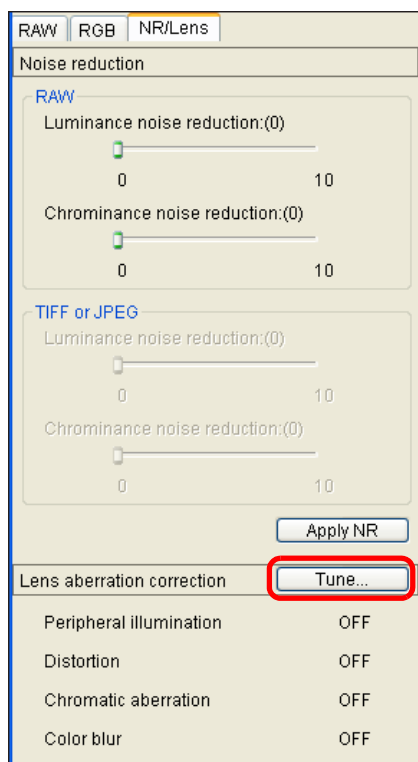 RAW RGB NR/Lens
Noise reduction
RAW
Luminance noise reduction:(0)
0 10
Chrominance noise reduction:(0)
0 10
TIFF or JPEG
Luminance noise reduction:(0)
0 10
Chrominance noise reduction:(0)
0 10
Apply NR
Lens aberration correction Tune...
Peripheral illumination OFF
Distortion OFF
Chromatic aberration OFF
Color blur OFF